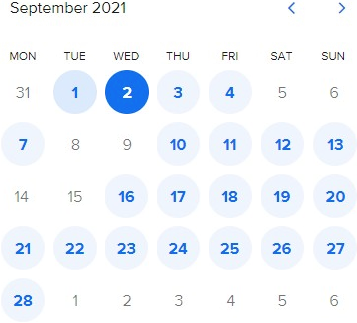 September 2021
MON TUE WED THU FRI SAT SUN
31 1 2 3 4 5 6
7 8 9 10 11 12 13
14 15 16 17 18 19 20
21 22 23 24 25 26 27
28 1 2 3 4 5 6